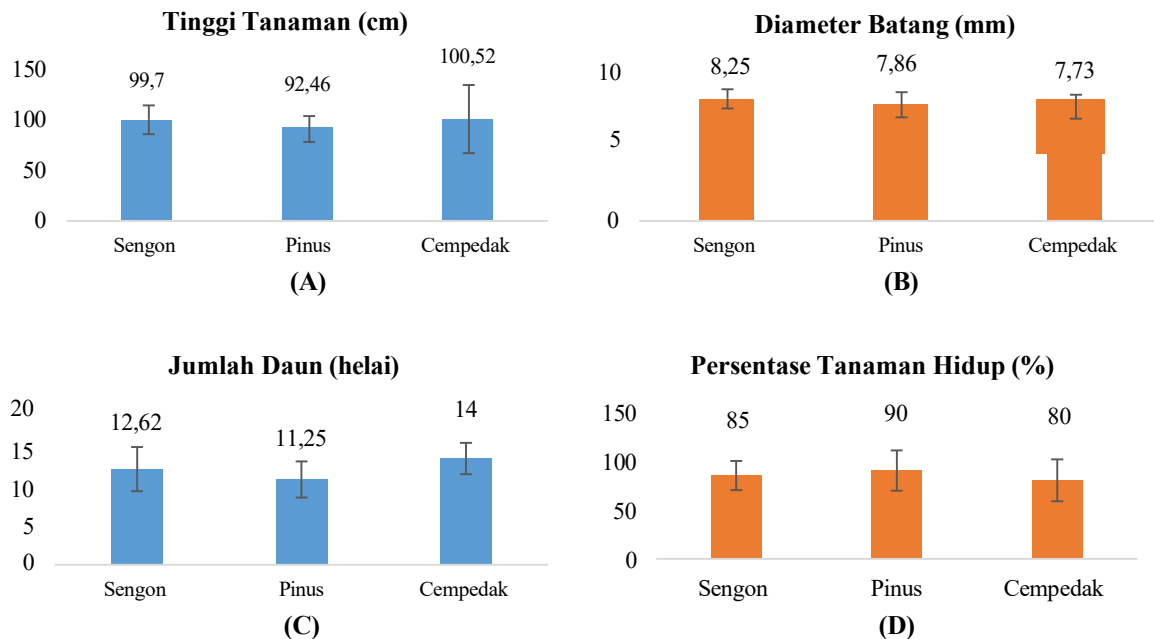 Tinggi Tanaman (cm)
150
100
50
0
99,7
92,46
100,52
Sengon
Pinus
Cempedak
(A)
Diameter Batang (mm)
10
5
0
8,25
7,86
7,73
Sengon
Pinus
Cempedak
(B)
Jumlah Daun (helai)
20
15
10
5
0
12,62
11,25
14
Sengon
Pinus
Cempedak
(C)
Persentase Tanaman Hidup (%)
150
100
50
0
85
90
80
Sengon
Pinus
Cempedak
(D)